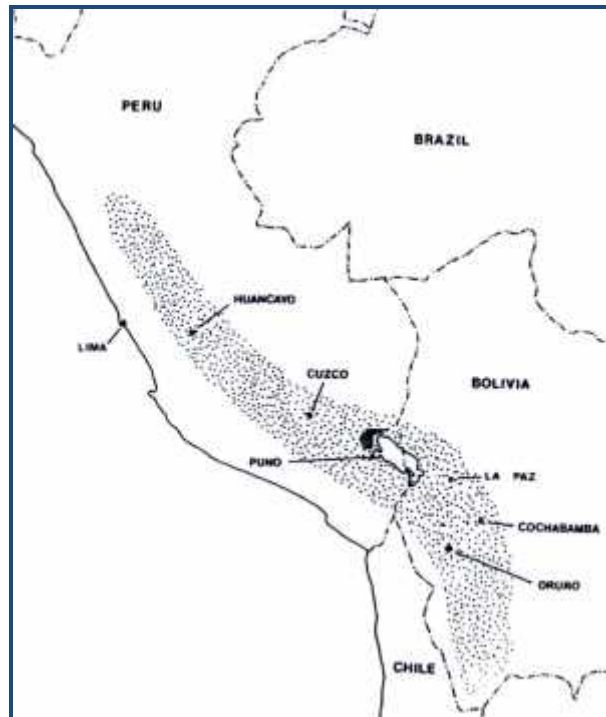 PERU
BRAZIL
HUANCAYO
LIMA
CUZCO
BOLIVIA
PUNO
LA PAZ
COCHABAMBA
ORURO
CHILE